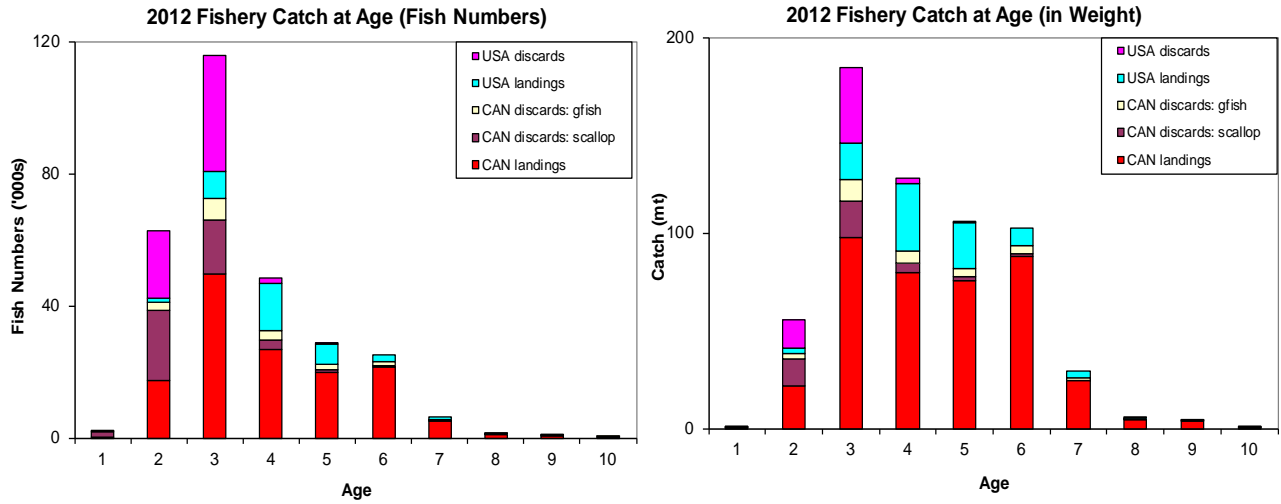 2012 Fishery Catch at Age (Fish Numbers)
120
80
40
0
Fish Numbers ('000s)
USA discards
USA landings
CAN discards: gfish
CAN discards: scallop
CAN landings
1 2 3 4 5 6 7 8 9 10
Age
2012 Fishery Catch at Age (in Weight)
200
100
0
Catch (mt)
USA discards
USA landings
CAN discards: gfish
CAN discards: scallop
CAN landings
1 2 3 4 5 6 7 8 9 10
Age